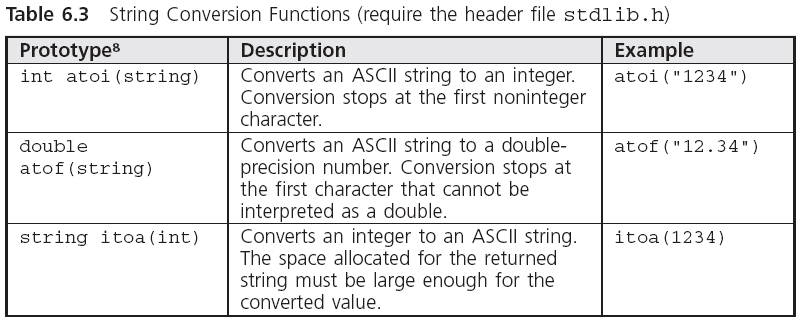 Table 6.3 String Conversion Functions (require the header file stdlib.h)
Prototype⁸ Description Example
int atoi(string) Converts an ASCII string to an integer. atoi("1234")
Conversion stops at the first noninteger
character.
double Converts an ASCII string to a double- atof("12.34")
atof(string) precision number. Conversion stops at
the first character that cannot be
interpreted as a double.
string itoa(int) Converts an integer to an ASCII string. itoa(1234)
The space allocated for the returned
string must be large enough for the
converted value.